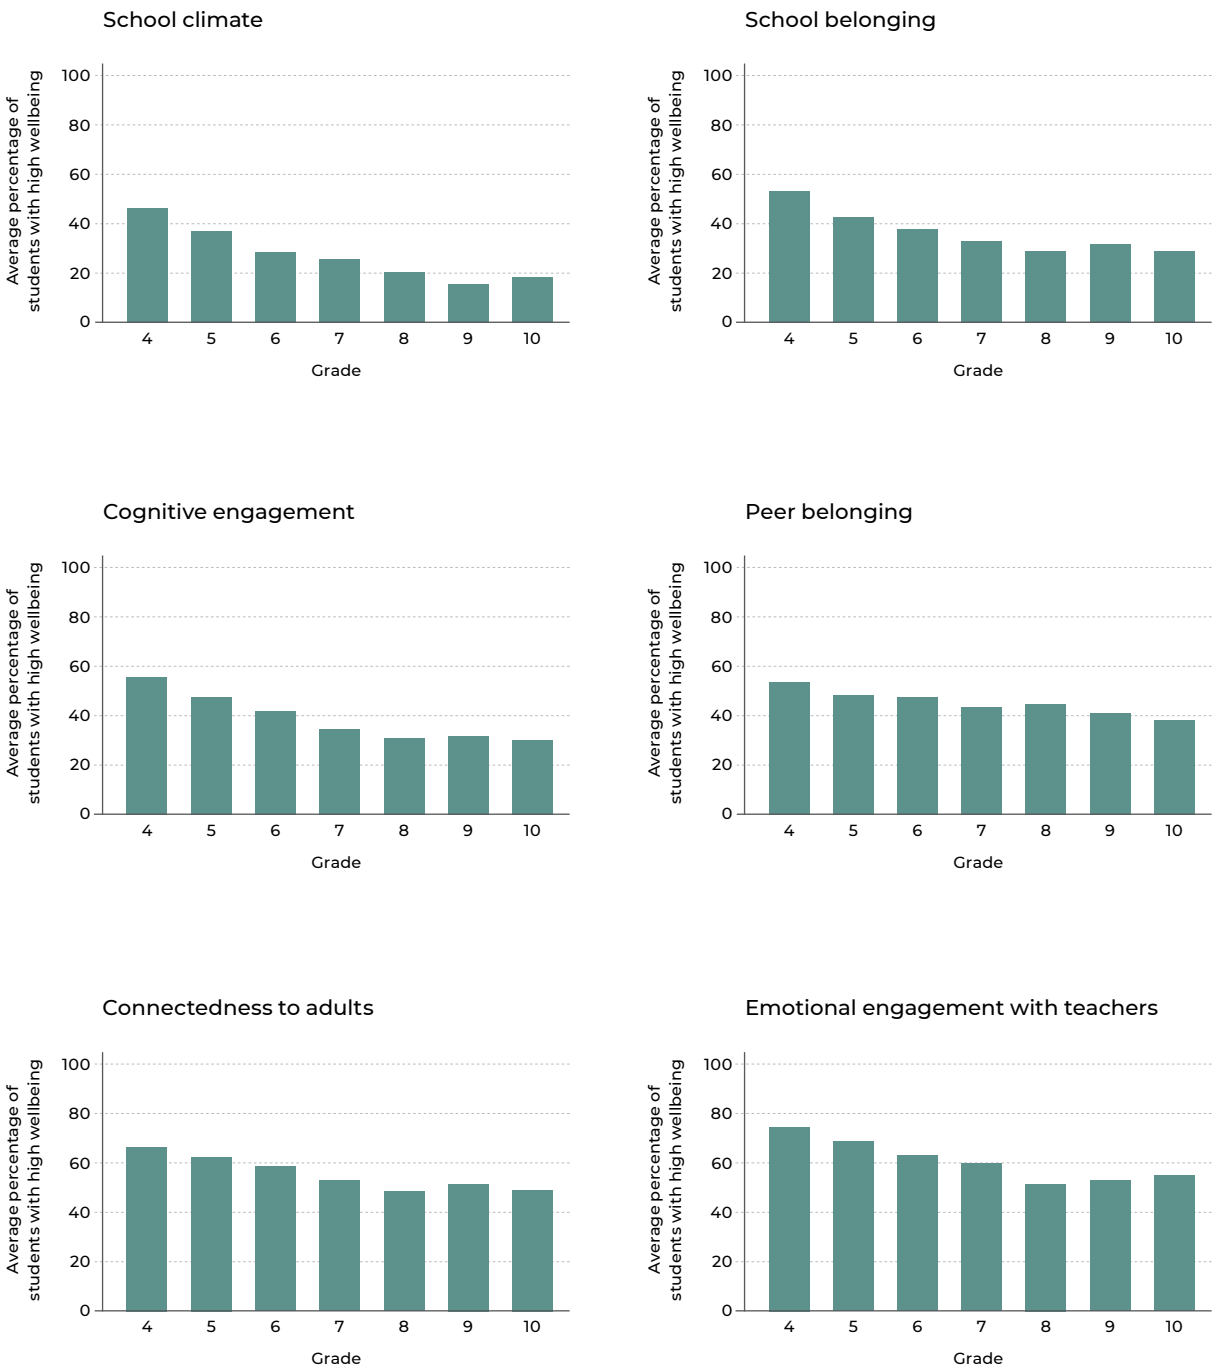 School climate
Average percentage of
students with high wellbeing
100
80
60
40
20
0
4 5 6 7 8 9 10
Grade
School belonging
Average percentage of
students with high wellbeing
100
80
60
40
20
0
4 5 6 7 8 9 10
Grade
Cognitive engagement
Average percentage of
students with high wellbeing
100
80
60
40
20
0
4 5 6 7 8 9 10
Grade
Peer belonging
Average percentage of
students with high wellbeing
100
80
60
40
20
0
4 5 6 7 8 9 10
Grade
Connectedness to adults
Average percentage of
students with high wellbeing
100
80
60
40
20
0
4 5 6 7 8 9 10
Grade
Emotional engagement with teachers
Average percentage of
students with high wellbeing
100
80
60
40
20
0
4 5 6 7 8 9 10
Grade